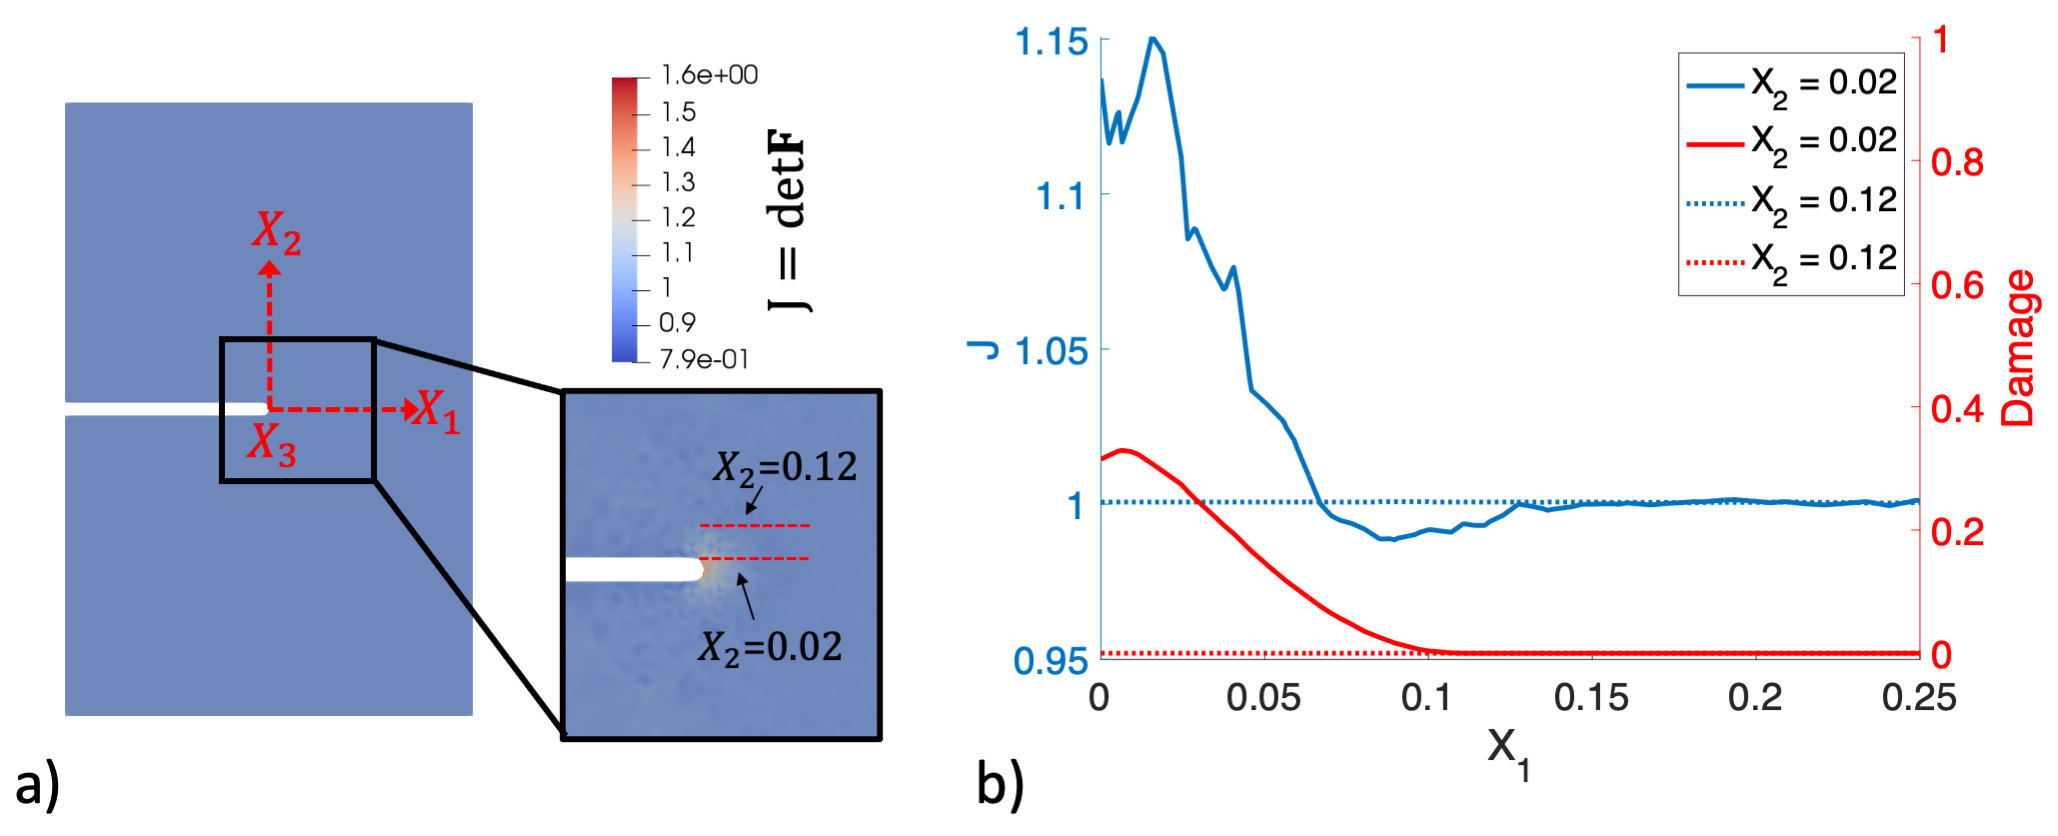 1.6e+00
1.5
1.4
1.3
1.2
1.1
1
0.9
7.9e-01
J = detF
X2
X1
X3
X2=0.12
X2=0.02
a)
1.15
1.1
1.05
1
0.95
J
1
0.8
0.6
0.4
0.2
0
Damage
X2 = 0.02
X2 = 0.02
X2 = 0.12
X2 = 0.12
0 0.05 0.1 0.15 0.2 0.25
X1
b)